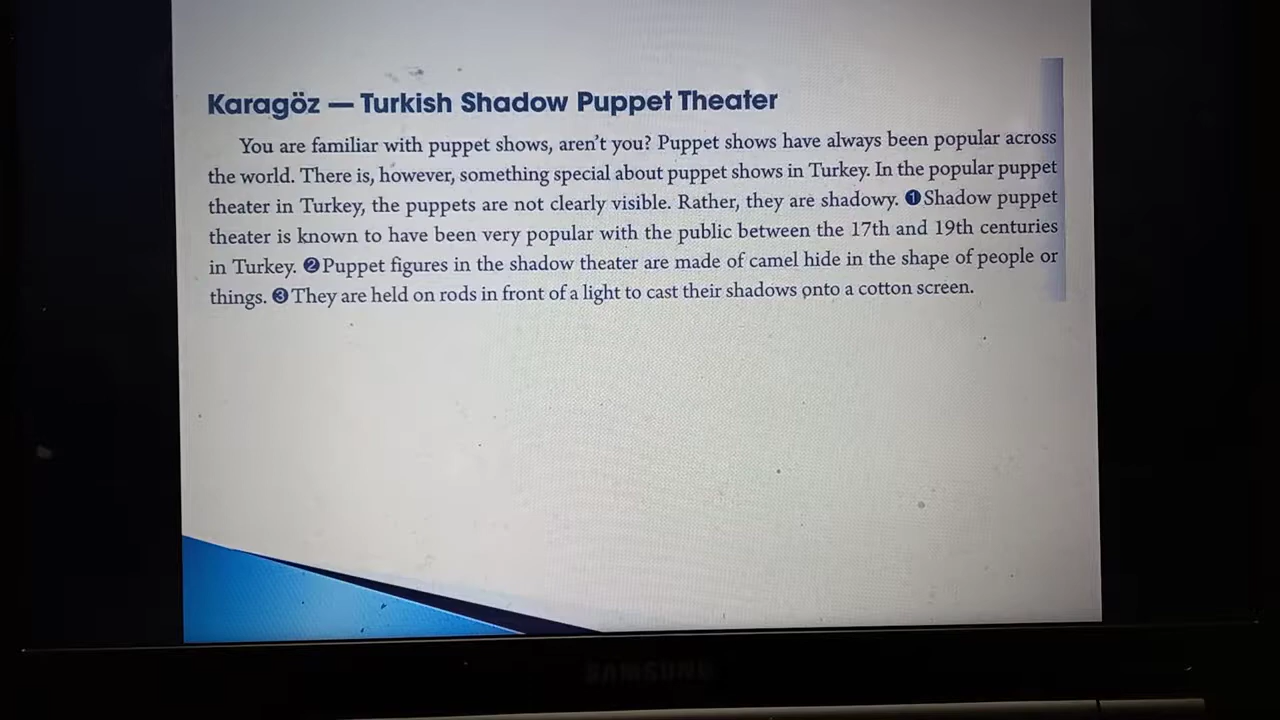 Karagöz — Turkish Shadow Puppet Theater
You are familiar with puppet shows, aren't you? Puppet shows have always been popular across
the world. There is, however, something special about puppet shows in Turkey. In the popular puppet
theater in Turkey, the puppets are not clearly visible. Rather, they are shadowy. ❶ Shadow puppet
theater is known to have been very popular with the public between the 17th and 19th centuries
in Turkey. ❷ Puppet figures in the shadow theater are made of camel hide in the shape of people or
things. ❸ They are held on rods in front of a light to cast their shadows onto a cotton screen.
SAMSUNG